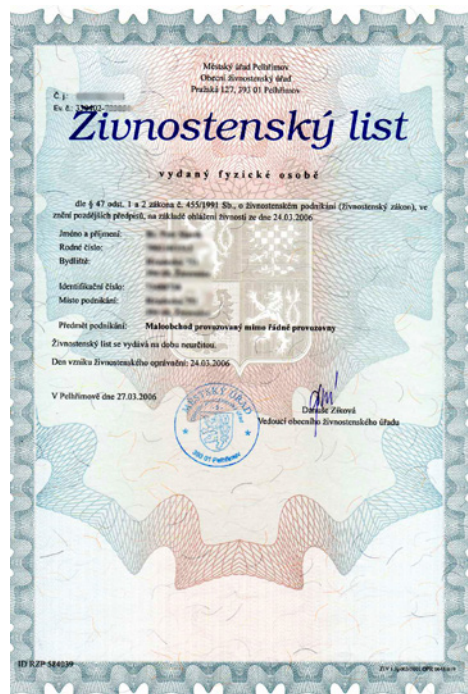 Městský úřad Pelhřimov
Obecní živnostenský úřad
Pražská 127, 393 01 Pelhřimov
Č. j.:
Ev. č.:
Živnostenský list
vydaný fyzické osobě
dle § 47 odst. 1 a 2 zákona č. 455/1991 Sb., o živnostenském podnikání (živnostenský zákon), ve
znění pozdějších předpisů, na základě ohlášení živnosti ze dne 24.03.2006
Jméno a příjmení:
Rodné číslo:
Bydliště:
Identifikační číslo:
Místo podnikání:
Předmět podnikání: Maloobchod provozovaný mimo řádně provozovny
Živnostenský list se vydává na dobu neurčitou.
Den vzniku živnostenského oprávnění: 24.03.2006
V Pelhřimově dne 27.03.2006
MĚSTSKÝ ÚŘAD
393 01 Pelhřimov
Zíková
Vedoucí obecního živnostenského úřadu
ID RZP 584039